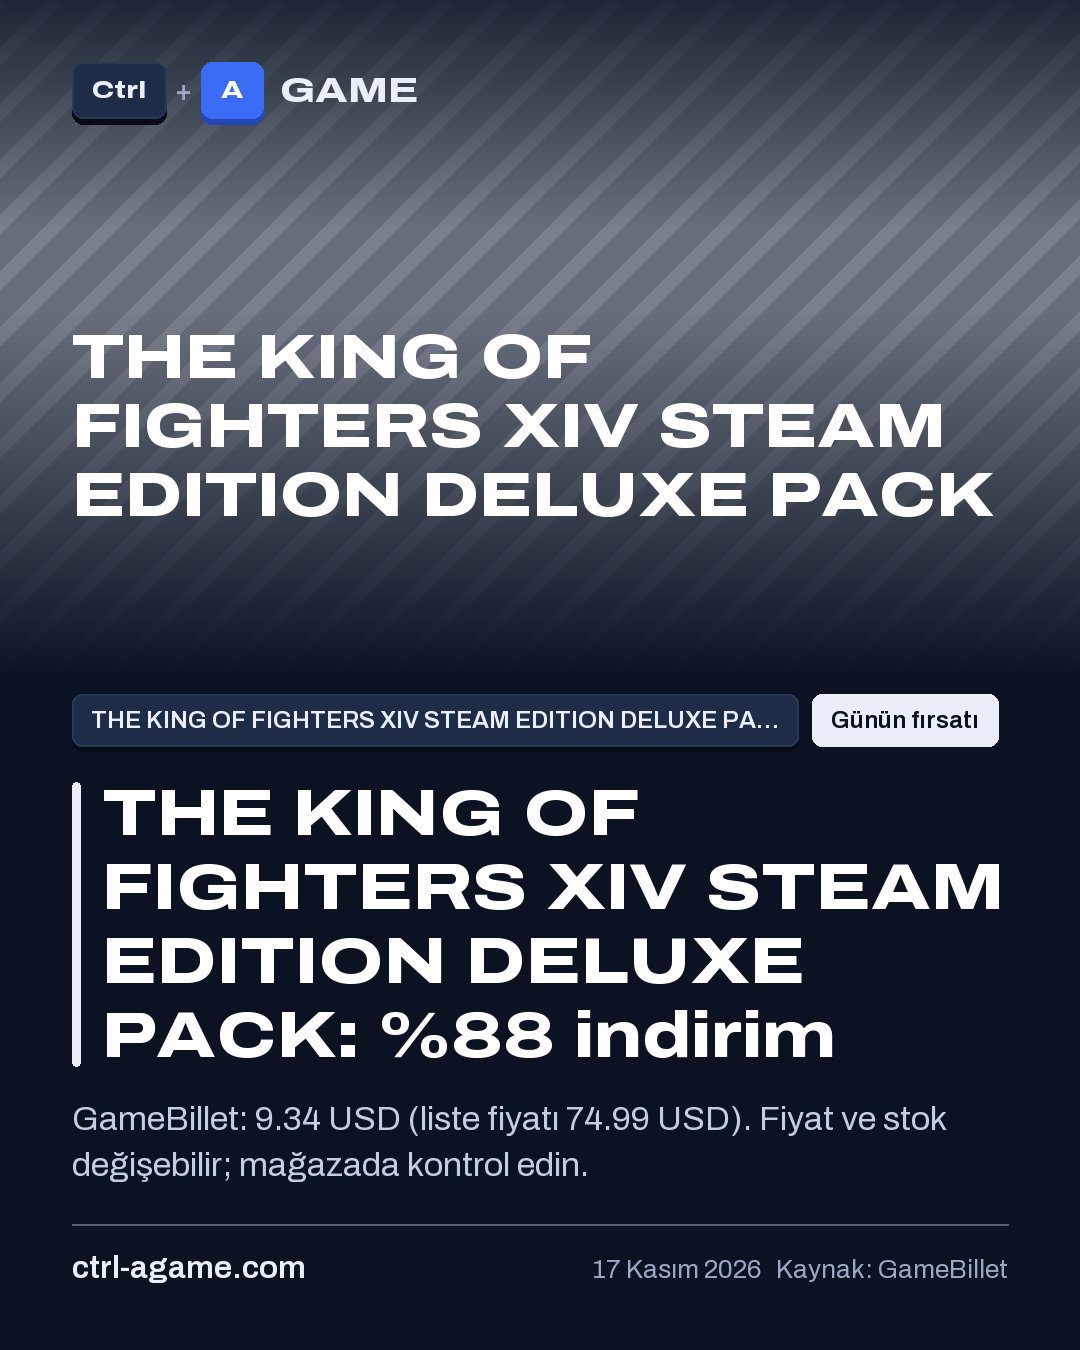 Ctrl + A GAME
THE KING OF
FIGHTERS XIV STEAM
EDITION DELUXE PACK
THE KING OF FIGHTERS XIV STEAM EDITION DELUXE PA... Günün fırsatı
THE KING OF
FIGHTERS XIV STEAM
EDITION DELUXE
PACK: %88 indirim
GameBillet: 9.34 USD (liste fiyatı 74.99 USD). Fiyat ve stok
değişebilir; mağazada kontrol edin.
ctrl-agame.com 17 Kasım 2026 Kaynak: GameBillet